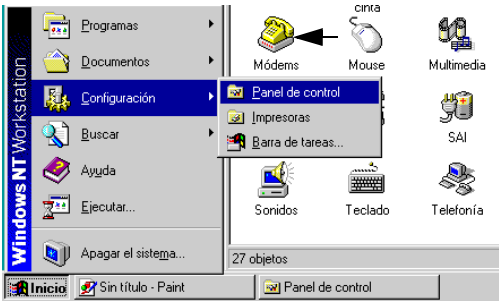 Windows NT Workstation
Programas
Documentos
Configuración
Buscar
Ayuda
Ejecutar...
Apagar el sistema...
Panel de control
Impresoras
Barra de tareas...
cinta
Módems
Mouse
Multimedia
SAI
Sonidos
Teclado
Telefonía
27 objetos
Inicio
Sin título - Paint
Panel de control